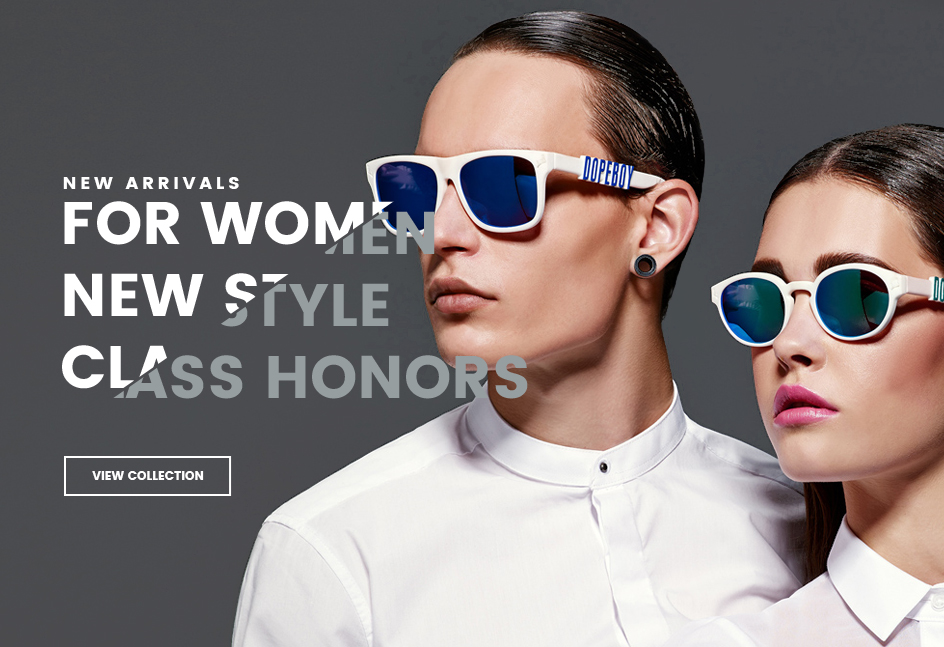 NEW ARRIVALS
FOR WOMEN
NEW STYLE
CLASS HONORS
VIEW COLLECTION
DOPEBOY